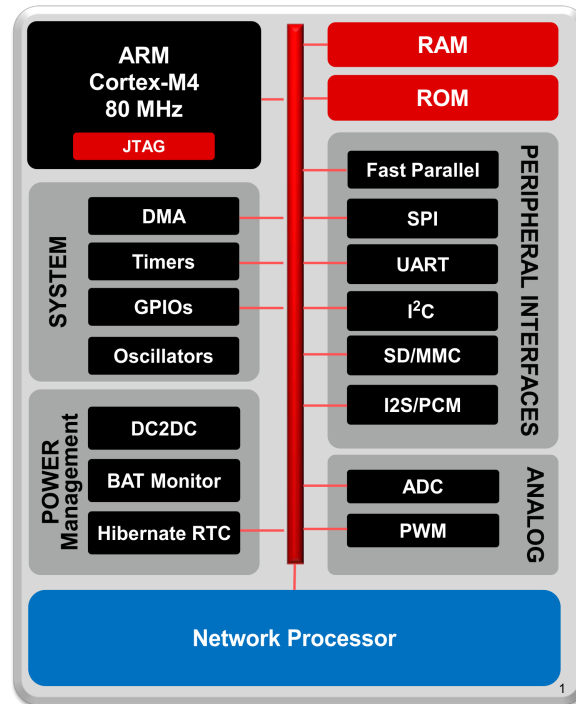 ARM
Cortex-M4
80 MHz
JTAG
RAM
ROM
SYSTEM
DMA
Timers
GPIOs
Oscillators
POWER
Management
DC2DC
BAT Monitor
Hibernate RTC
PERIPHERAL INTERFACES
Fast Parallel
SPI
UART
I²C
SD/MMC
I2S/PCM
ANALOG
ADC
PWM
Network Processor
1